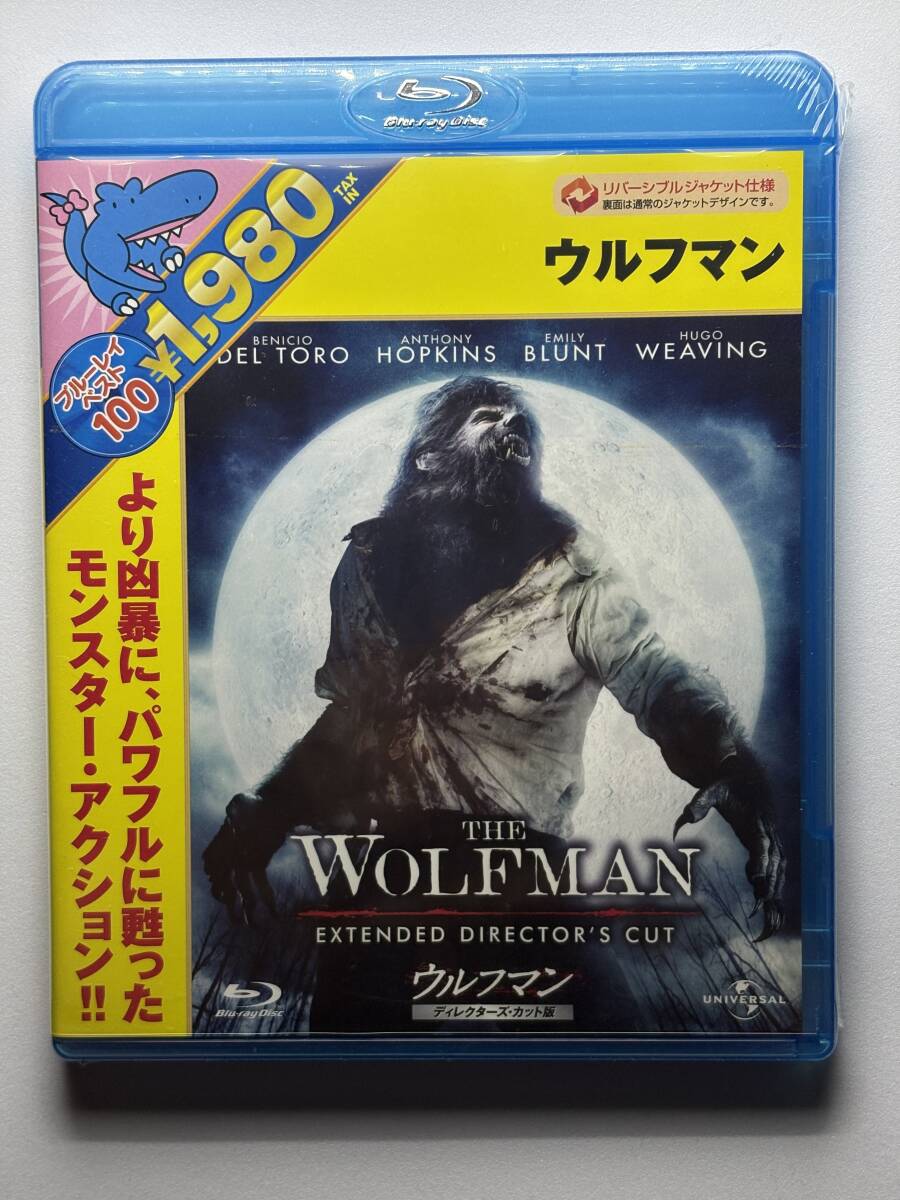 Blu-ray Disc
¥1,980
TAX
IN
リバーシブルジャケット仕様
裏面は通常のジャケットデザインです。
ウルフマン
ブルーレイ
ベスト
100
BENICIO
DEL TORO
ANTHONY
HOPKINS
EMILY
BLUNT
HUGO
WEAVING
より凶暴に、パワフルに甦った
モンスター・アクション!!
THE
WOLFMAN
EXTENDED DIRECTOR'S CUT
ウルフマン
ディレクターズ・カット版
Blu-ray Disc
UNIVERSAL